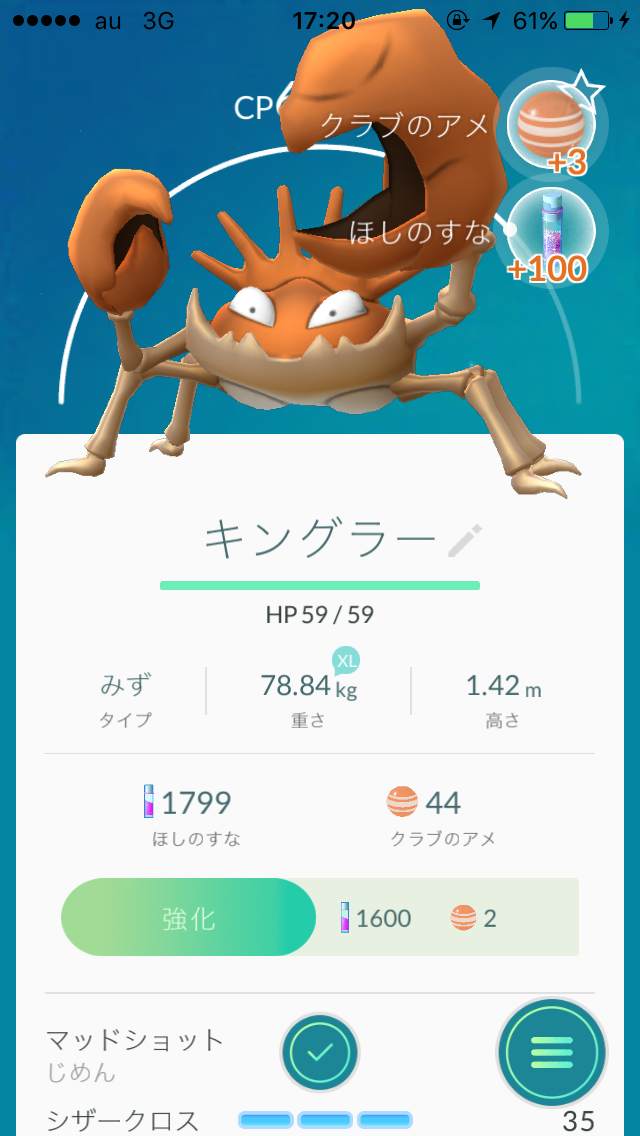 au 3G 17:20 61%
CP
クラブのアメ
+3
ほしのすな
+100
キングラー
HP 59 / 59
XL
みず 78.84 kg 1.42 m
タイプ 重さ 高さ
1799 44
ほしのすな クラブのアメ
強化 1600 2
マッドショット
じめん
シザークロス 35